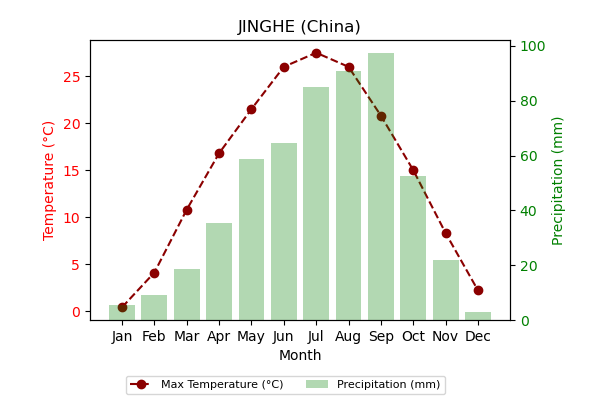 JINGHE (China)
Temperature (°C)
25
20
15
10
5
0
100
80
60
40
20
0
Precipitation (mm)
Jan Feb Mar Apr May Jun Jul Aug Sep Oct Nov Dec
Month
Max Temperature (°C) Precipitation (mm)